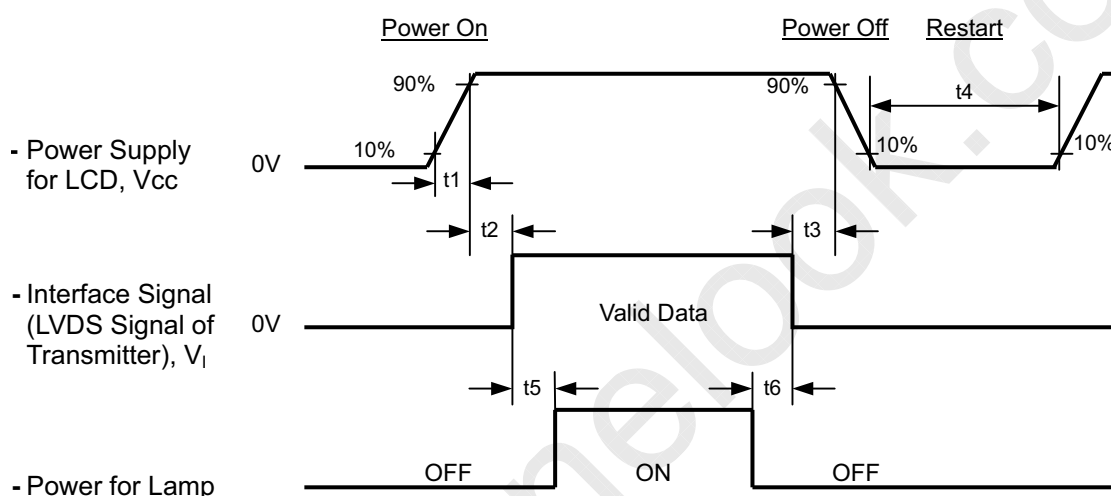 Power On
Power Off
Restart
90%
90%
t4
10%
10%
10%
- Power Supply
for LCD, Vcc
0V
t1
t2
t3
- Interface Signal
(LVDS Signal of
Transmitter), VI
0V
Valid Data
t5
t6
OFF
ON
OFF
- Power for Lamp